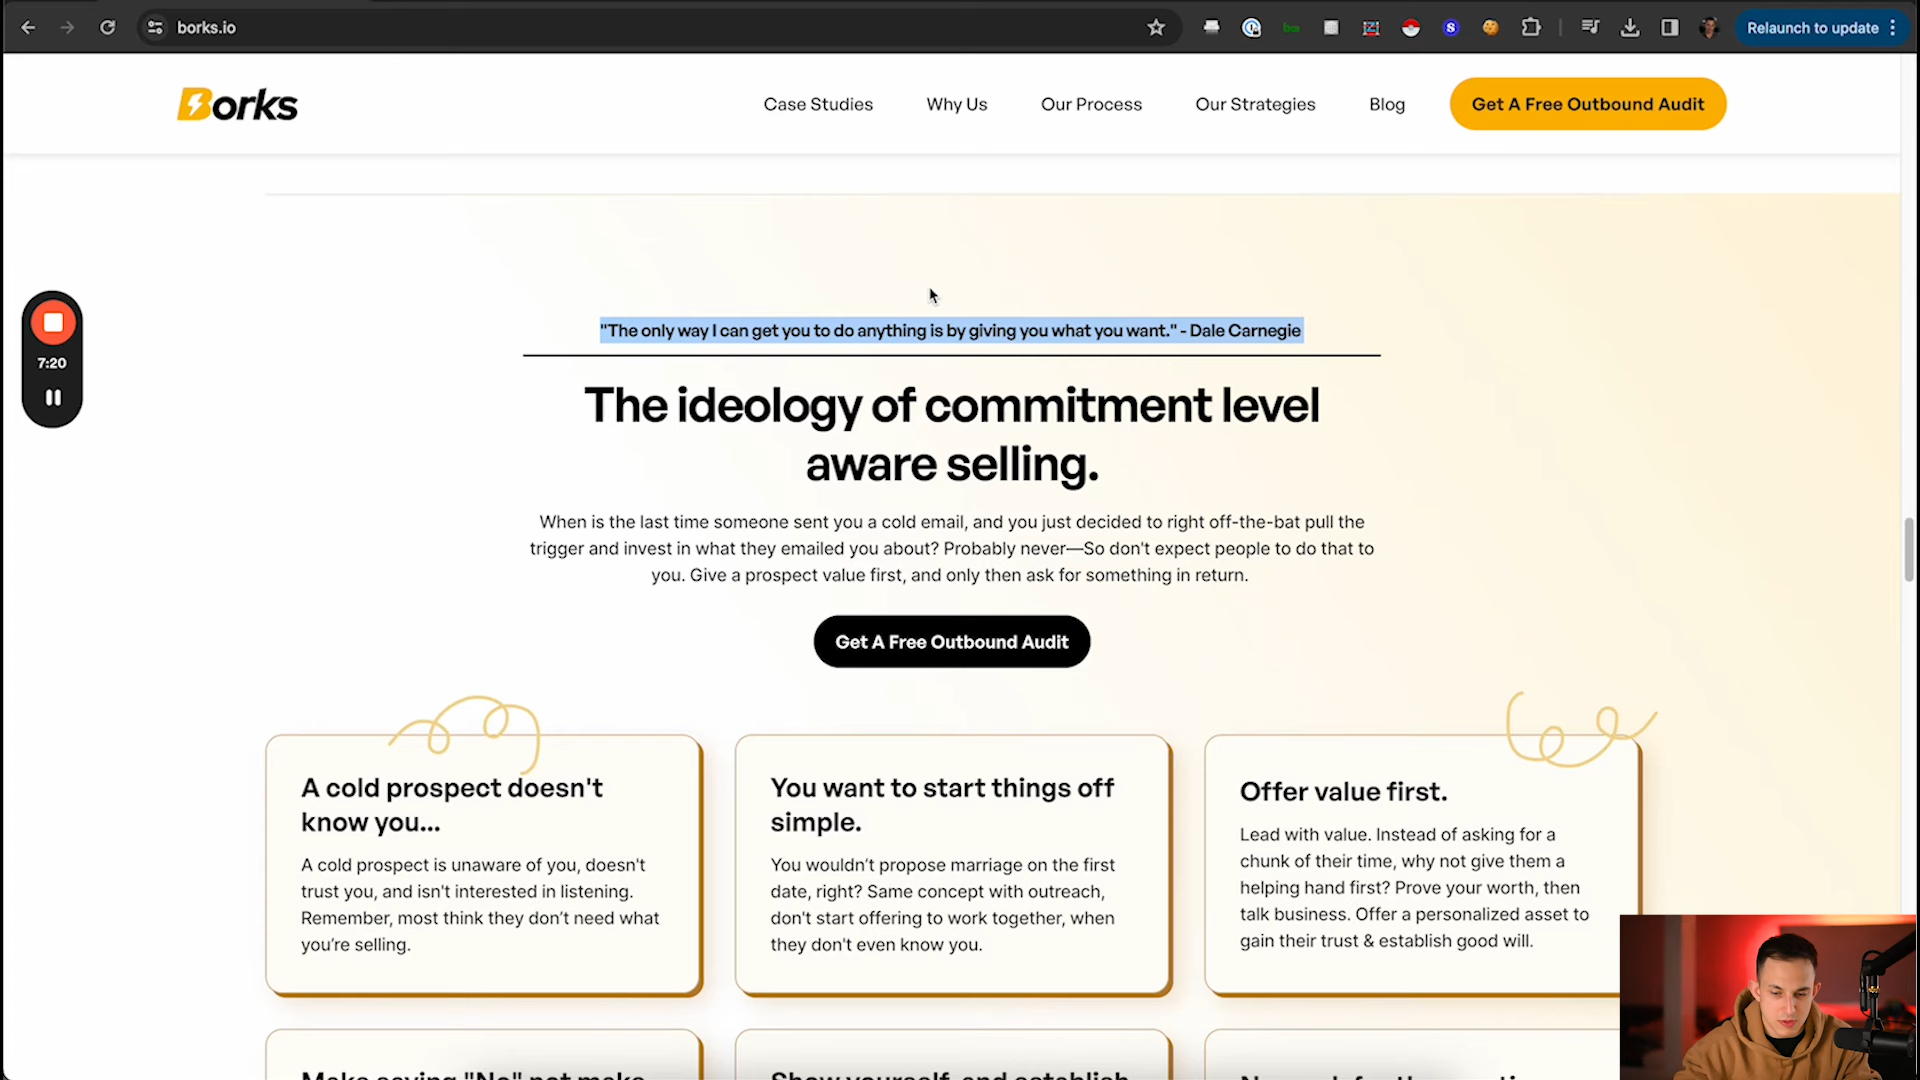 borks.io
Relaunch to update
Borks
Case Studies
Why Us
Our Process
Our Strategies
Blog
Get A Free Outbound Audit
7:20
"The only way I can get you to do anything is by giving you what you want." - Dale Carnegie
The ideology of commitment level
aware selling.
When is the last time someone sent you a cold email, and you just decided to right off-the-bat pull the
trigger and invest in what they emailed you about? Probably never—So don't expect people to do that to
you. Give a prospect value first, and only then ask for something in return.
Get A Free Outbound Audit
A cold prospect doesn't
know you...
A cold prospect is unaware of you, doesn't
trust you, and isn't interested in listening.
Remember, most think they don't need what
you're selling.
You want to start things off
simple.
You wouldn't propose marriage on the first
date, right? Same concept with outreach,
don't start offering to work together, when
they don't even know you.
Offer value first.
Lead with value. Instead of asking for a
chunk of their time, why not give them a
helping hand first? Prove your worth, then
talk business. Offer a personalized asset to
gain their trust & establish good will.
Make saying "No" not make
Show yourself, and establish